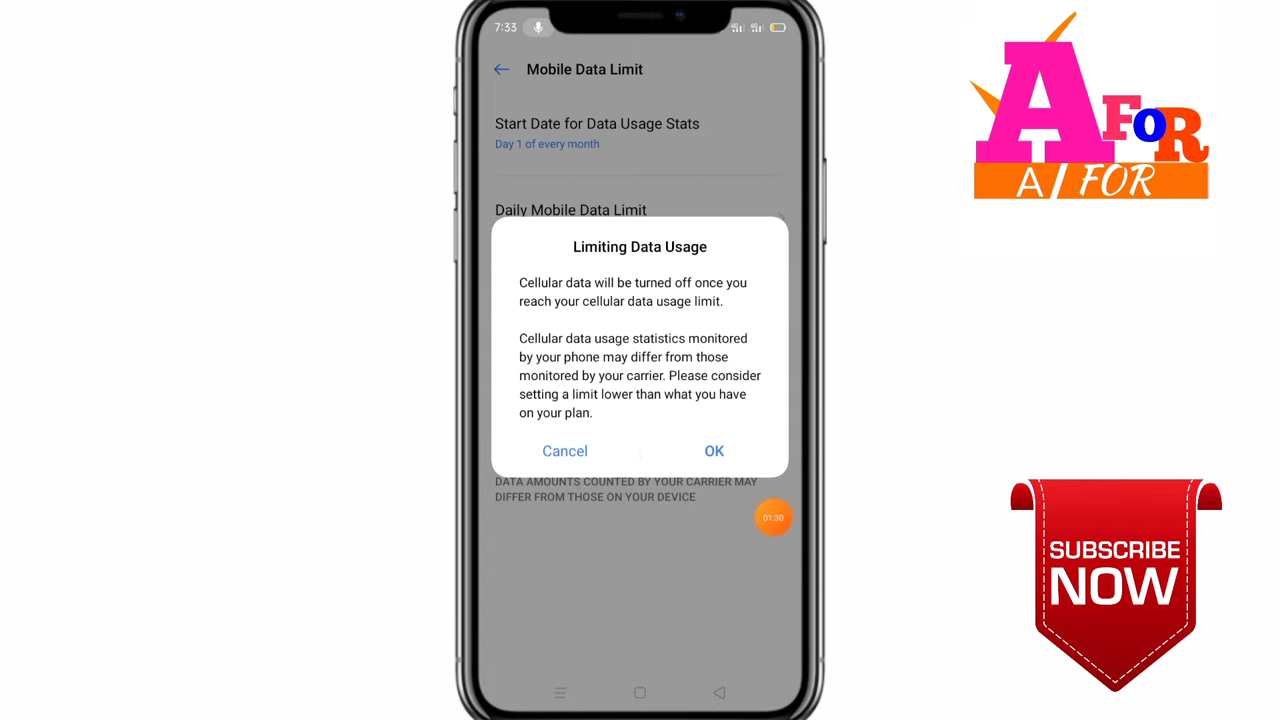 7:33
Mobile Data Limit
Start Date for Data Usage Stats
Day 1 of every month
Daily Mobile Data Limit
Limiting Data Usage
Cellular data will be turned off once you
reach your cellular data usage limit.
Cellular data usage statistics monitored
by your phone may differ from those
monitored by your carrier. Please consider
setting a limit lower than what you have
on your plan.
Cancel
OK
DATA AMOUNTS COUNTED BY YOUR CARRIER MAY
DIFFER FROM THOSE ON YOUR DEVICE
01:30
A FOR
A/ FOR
SUBSCRIBE
NOW